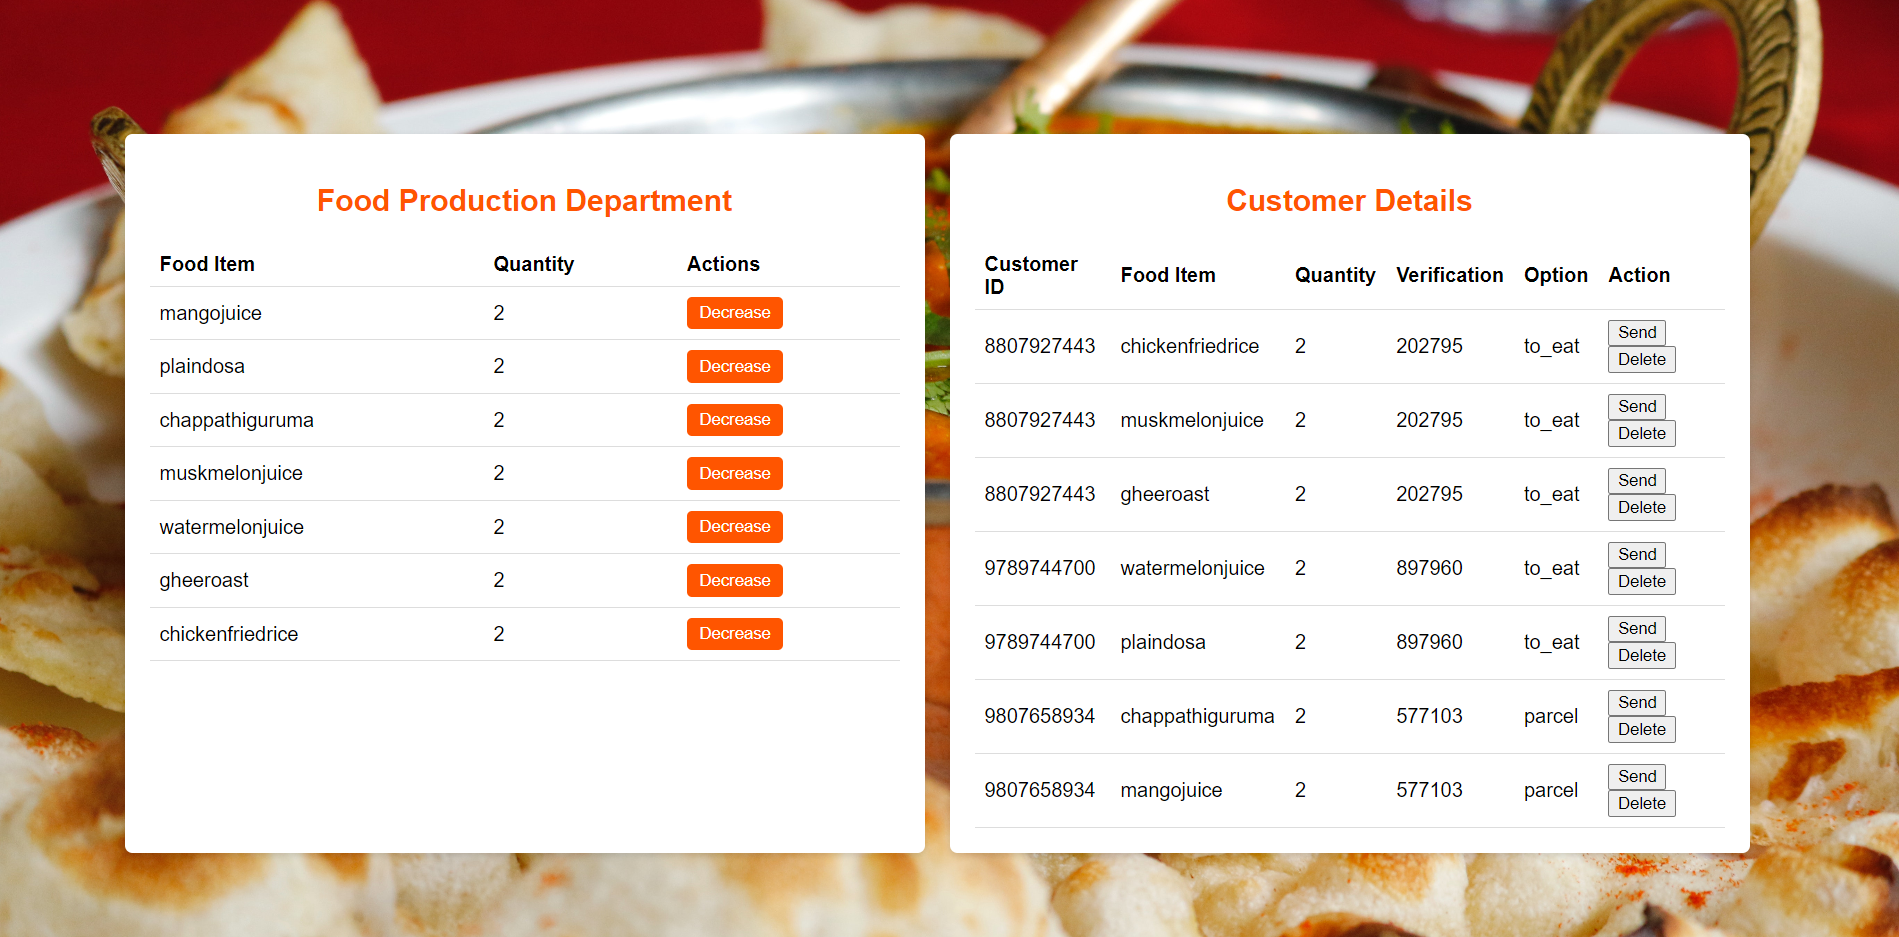 Food Production Department
Food Item Quantity Actions
mangojuice 2 Decrease
plaindosa 2 Decrease
chappathiguruma 2 Decrease
muskmelonjuice 2 Decrease
watermelonjuice 2 Decrease
gheeroast 2 Decrease
chickenfriedrice 2 Decrease
Customer Details
Customer
ID Food Item Quantity Verification Option Action
8807927443 chickenfriedrice 2 202795 to_eat Send
Delete
8807927443 muskmelonjuice 2 202795 to_eat Send
Delete
8807927443 gheeroast 2 202795 to_eat Send
Delete
9789744700 watermelonjuice 2 897960 to_eat Send
Delete
9789744700 plaindosa 2 897960 to_eat Send
Delete
9807658934 chappathiguruma 2 577103 parcel Send
Delete
9807658934 mangojuice 2 577103 parcel Send
Delete